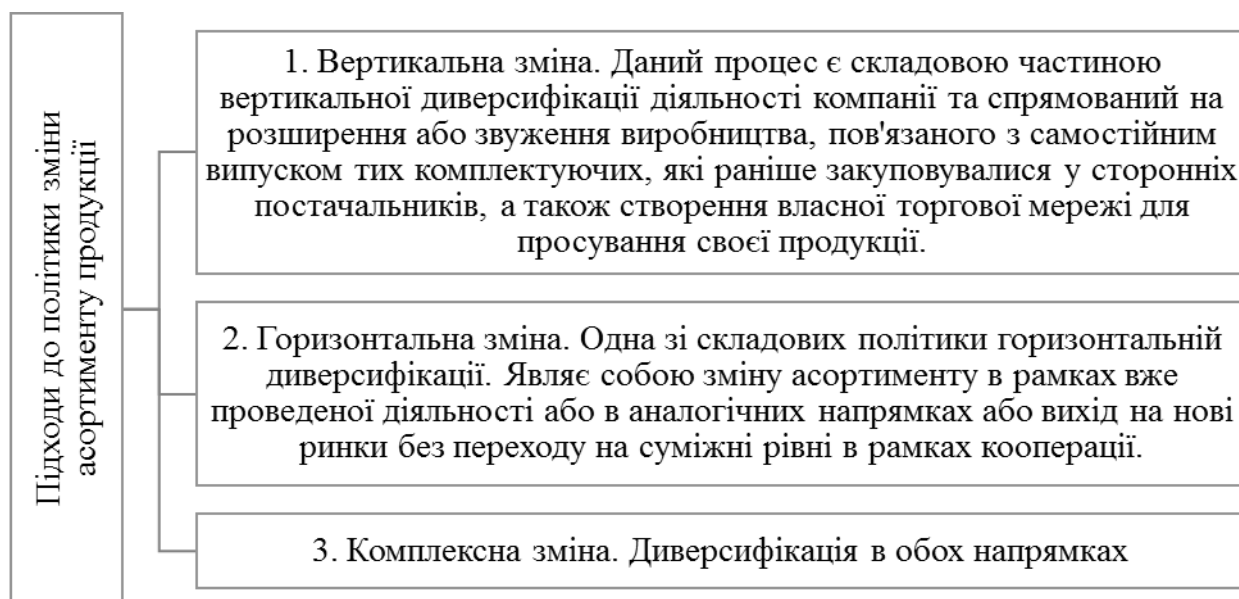 Підходи до політики зміни
асортименту продукції
1. Вертикальна зміна. Даний процес є складовою частиною
вертикальної диверсифікації діяльності компанії та спрямований на
розширення або звуження виробництва, пов'язаного з самостійним
випуском тих комплектуючих, які раніше закуповувалися у сторонніх
постачальників, а також створення власної торгової мережі для
просування своєї продукції.
2. Горизонтальна зміна. Одна зі складових політики горизонтальній
диверсифікації. Являє собою зміну асортименту в рамках вже
проведеної діяльності або в аналогічних напрямках або вихід на нові
ринки без переходу на суміжні рівні в рамках кооперації.
3. Комплексна зміна. Диверсифікація в обох напрямках